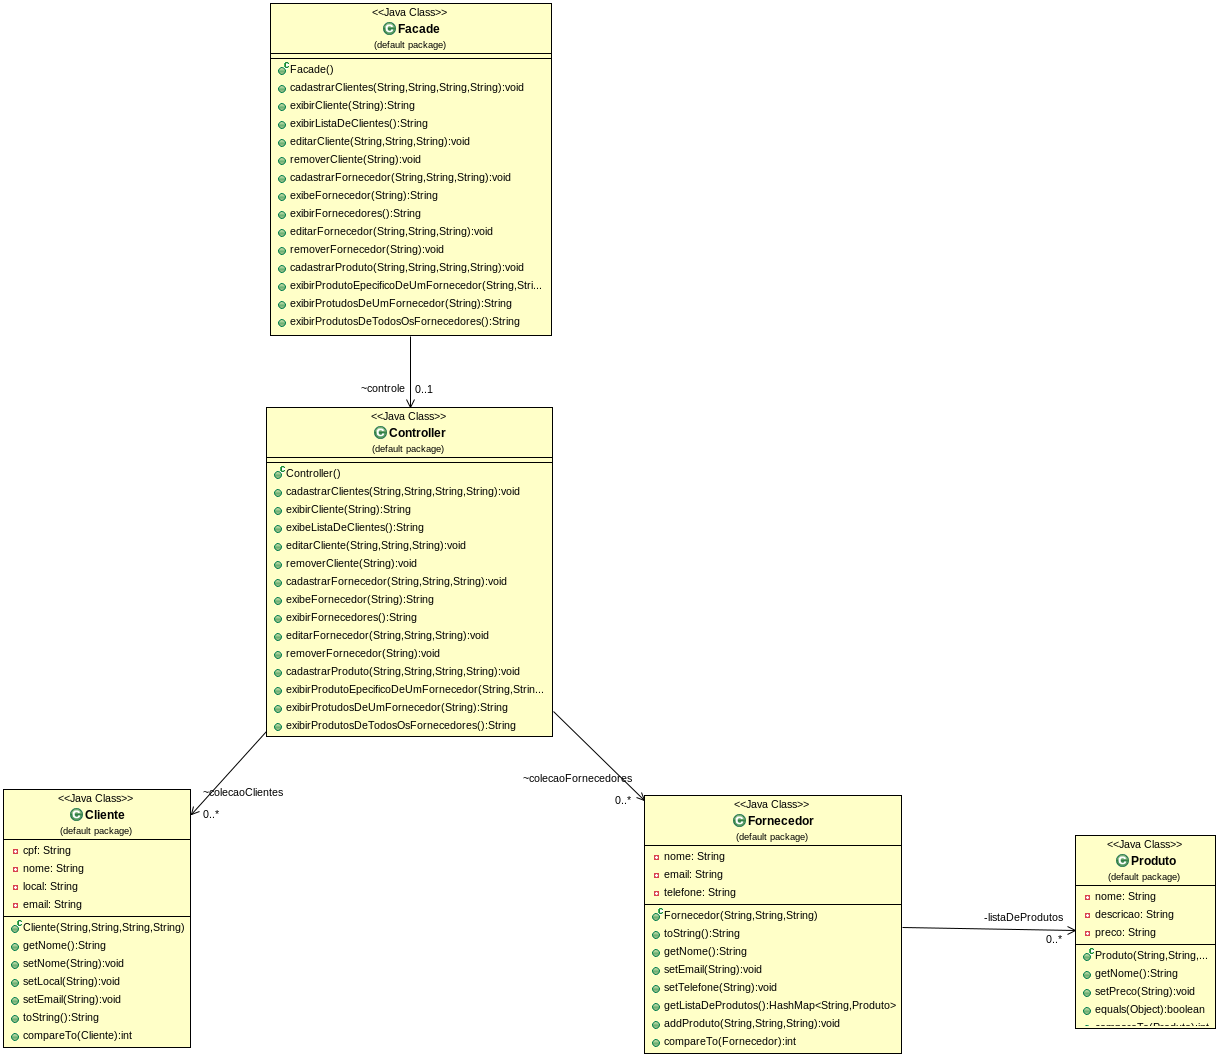 <<Java Class>>
Facade
(default package)
Facade()
cadastrarClientes(String,String,String,String):void
exibirCliente(String):String
exibirListaDeClientes():String
editarCliente(String,String,String):void
removerCliente(String):void
cadastrarFornecedor(String,String,String):void
exibeFornecedor(String):String
exibirFornecedores():String
editarFornecedor(String,String,String):void
removerFornecedor(String):void
cadastrarProduto(String,String,String,String):void
exibirProdutoEpecificoDeUmFornecedor(String,Stri...
exibirProtudosDeUmFornecedor(String):String
exibirProdutosDeTodosOsFornecedores():String
~controle 0..1
<<Java Class>>
Controller
(default package)
Controller()
cadastrarClientes(String,String,String,String):void
exibirCliente(String):String
exibeListaDeClientes():String
editarCliente(String,String,String):void
removerCliente(String):void
cadastrarFornecedor(String,String,String):void
exibeFornecedor(String):String
exibirFornecedores():String
editarFornecedor(String,String,String):void
removerFornecedor(String):void
cadastrarProduto(String,String,String,String):void
exibirProdutoEpecificoDeUmFornecedor(String,Strin...
exibirProtudosDeUmFornecedor(String):String
exibirProdutosDeTodosOsFornecedores():String
~colecaoClientes
0..*
~colecaoFornecedores
0..*
<<Java Class>>
Cliente
(default package)
cpf: String
nome: String
local: String
email: String
Cliente(String,String,String,String)
getNome():String
setNome(String):void
setLocal(String):void
setEmail(String):void
toString():String
compareTo(Cliente):int
<<Java Class>>
Fornecedor
(default package)
nome: String
email: String
telefone: String
Fornecedor(String,String,String)
toString():String
getNome():String
setEmail(String):void
setTelefone(String):void
getListaDeProdutos():HashMap<String,Produto>
addProduto(String,String,String):void
compareTo(Fornecedor):int
-listaDeProdutos
0..*
<<Java Class>>
Produto
(default package)
nome: String
descricao: String
preco: String
Produto(String,String,...
getNome():String
setPreco(String):void
equals(Object):boolean